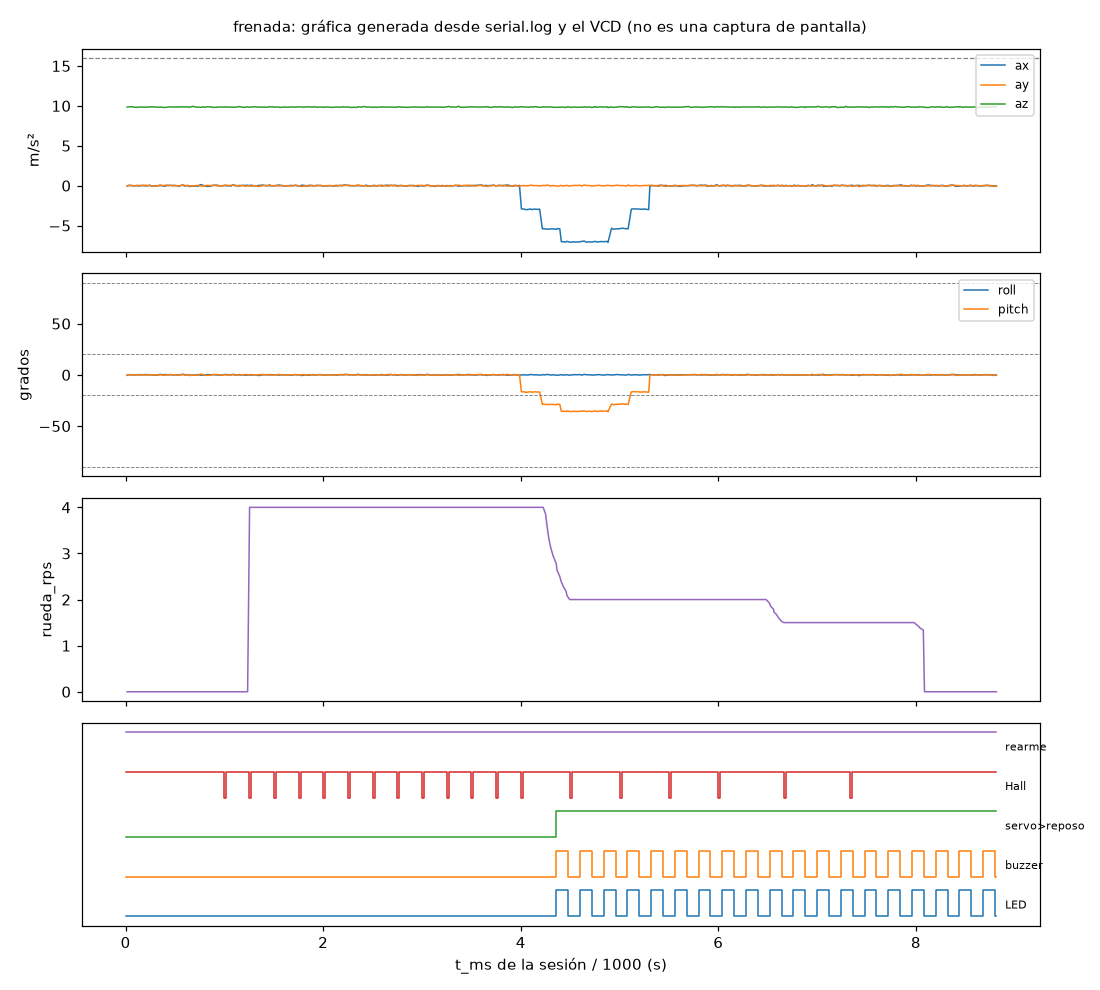 frenada: gráfica generada desde serial.log y el VCD (no es una captura de pantalla)
15
10
5
0
−5
m/s²
ax
ay
az
50
0
−50
grados
roll
pitch
4
3
2
1
0
rueda_rps
rearme
Hall
servo>reposo
buzzer
LED
0 2 4 6 8
t_ms de la sesión / 1000 (s)